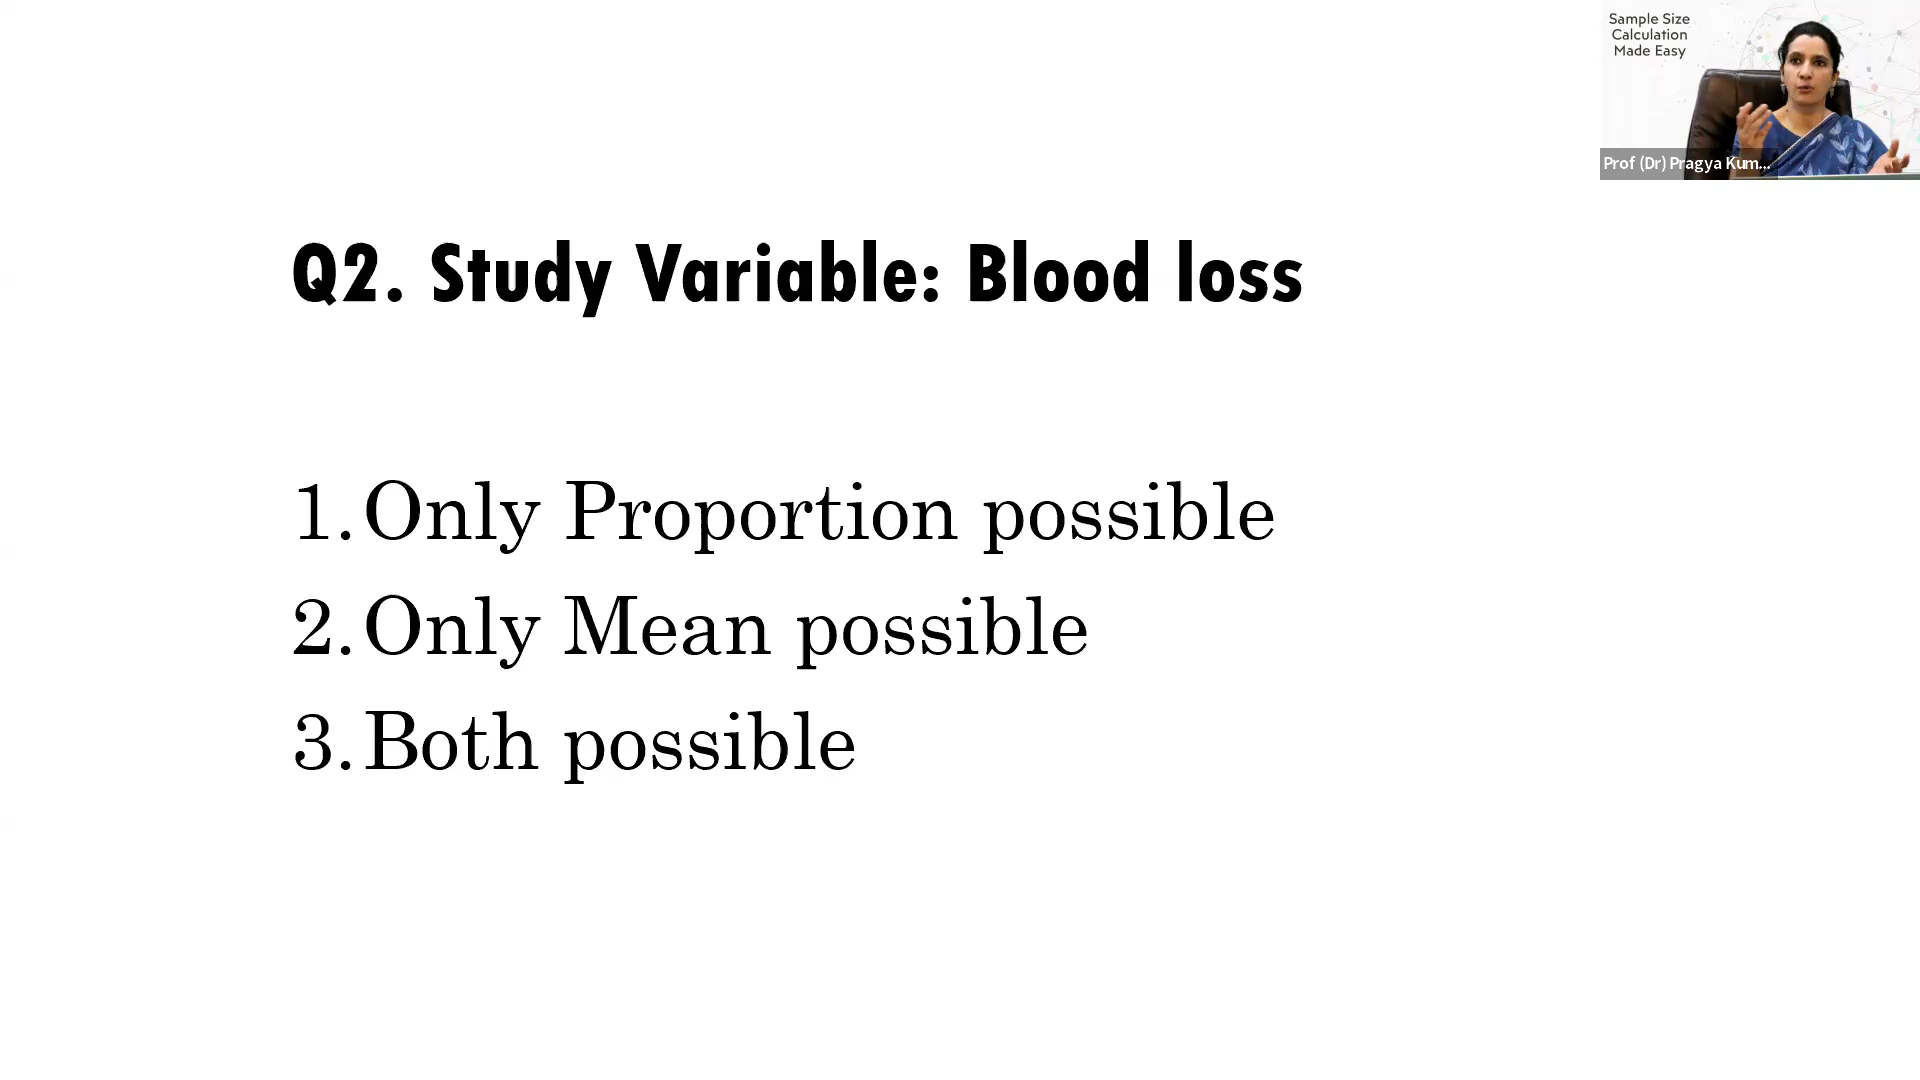 Sample Size
Calculation
Made Easy
Prof (Dr) Pragya Kum...
Q2. Study Variable: Blood loss
1. Only Proportion possible
2. Only Mean possible
3. Both possible